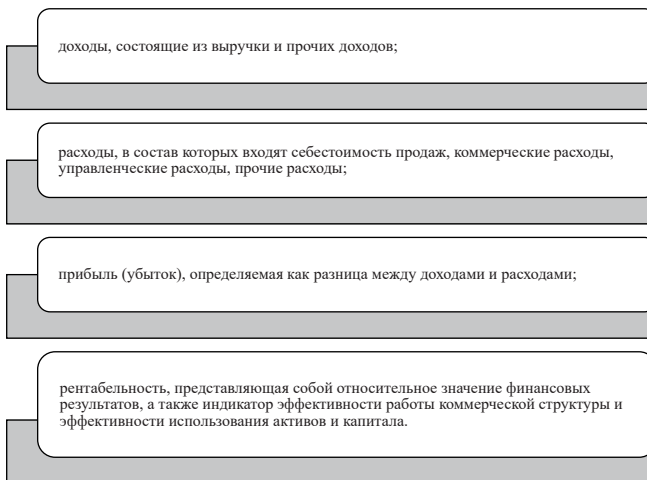 доходы, состоящие из выручки и прочих доходов;
расходы, в состав которых входят себестоимость продаж, коммерческие расходы,
управленческие расходы, прочие расходы;
прибыль (убыток), определяемая как разница между доходами и расходами;
рентабельность, представляющая собой относительное значение финансовых
результатов, а также индикатор эффективности работы коммерческой структуры и
эффективности использования активов и капитала.